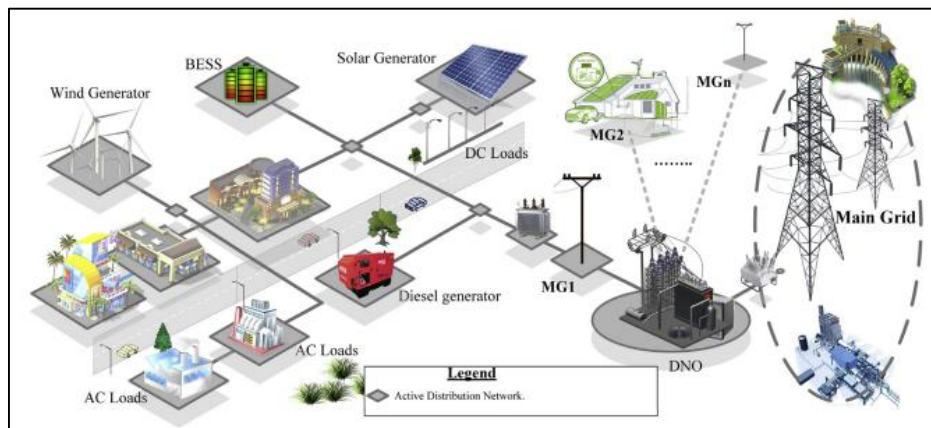 BESS
Solar Generator
Wind Generator
DC Loads
MG2
MGn
........
Main Grid
Diesel generator
MG1
DNO
AC Loads
AC Loads
Legend
Active Distribution Network.